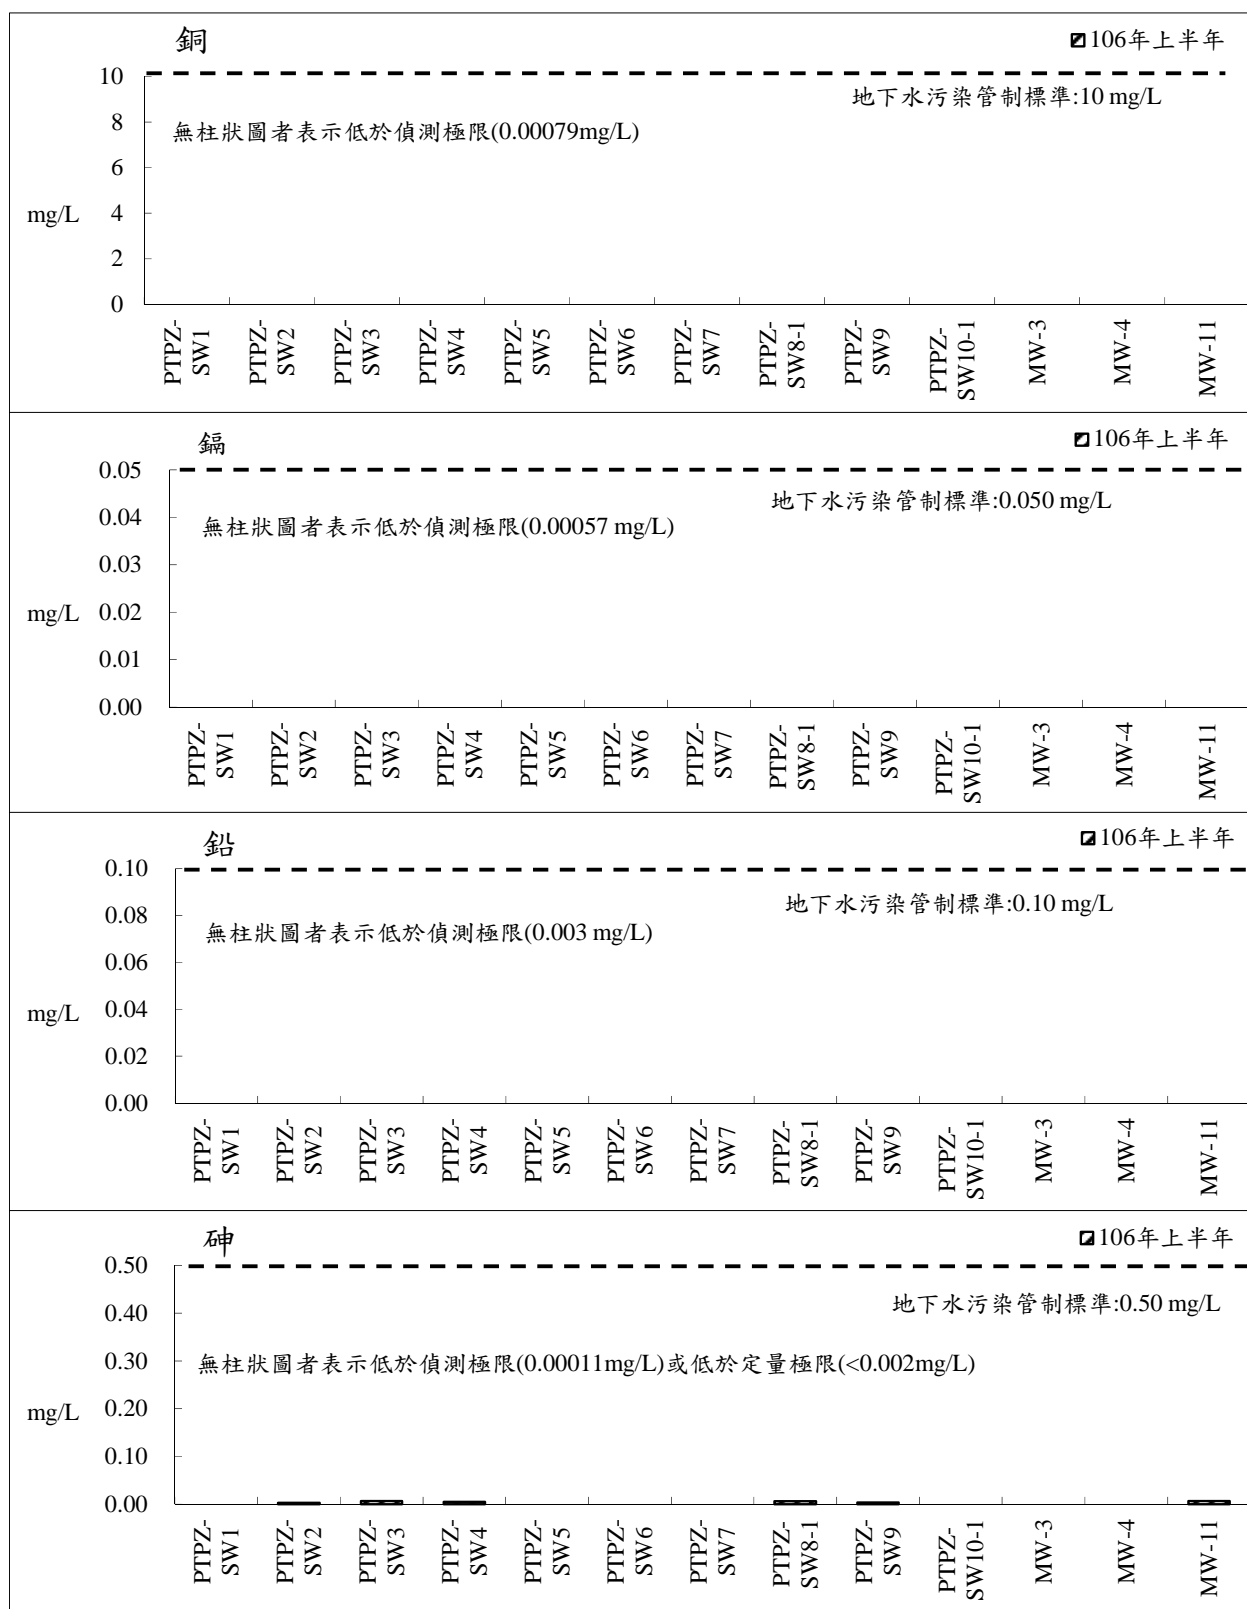 銅
106年上半年
地下水污染管制標準:10 mg/L
無柱狀圖者表示低於偵測極限(0.00079mg/L)
mg/L
10
8
6
4
2
0
PTPZ-
SW1
PTPZ-
SW2
PTPZ-
SW3
PTPZ-
SW4
PTPZ-
SW5
PTPZ-
SW6
PTPZ-
SW7
PTPZ-
SW8-1
PTPZ-
SW9
PTPZ-
SW10-1
MW-3
MW-4
MW-11
鎘
106年上半年
地下水污染管制標準:0.050 mg/L
無柱狀圖者表示低於偵測極限(0.00057 mg/L)
mg/L
0.05
0.04
0.03
0.02
0.01
0.00
PTPZ-
SW1
PTPZ-
SW2
PTPZ-
SW3
PTPZ-
SW4
PTPZ-
SW5
PTPZ-
SW6
PTPZ-
SW7
PTPZ-
SW8-1
PTPZ-
SW9
PTPZ-
SW10-1
MW-3
MW-4
MW-11
鉛
106年上半年
地下水污染管制標準:0.10 mg/L
無柱狀圖者表示低於偵測極限(0.003 mg/L)
mg/L
0.10
0.08
0.06
0.04
0.02
0.00
PTPZ-
SW1
PTPZ-
SW2
PTPZ-
SW3
PTPZ-
SW4
PTPZ-
SW5
PTPZ-
SW6
PTPZ-
SW7
PTPZ-
SW8-1
PTPZ-
SW9
PTPZ-
SW10-1
MW-3
MW-4
MW-11
砷
106年上半年
地下水污染管制標準:0.50 mg/L
無柱狀圖者表示低於偵測極限(0.00011mg/L)或低於定量極限(<0.002mg/L)
mg/L
0.50
0.40
0.30
0.20
0.10
0.00
PTPZ-
SW1
PTPZ-
SW2
PTPZ-
SW3
PTPZ-
SW4
PTPZ-
SW5
PTPZ-
SW6
PTPZ-
SW7
PTPZ-
SW8-1
PTPZ-
SW9
PTPZ-
SW10-1
MW-3
MW-4
MW-11